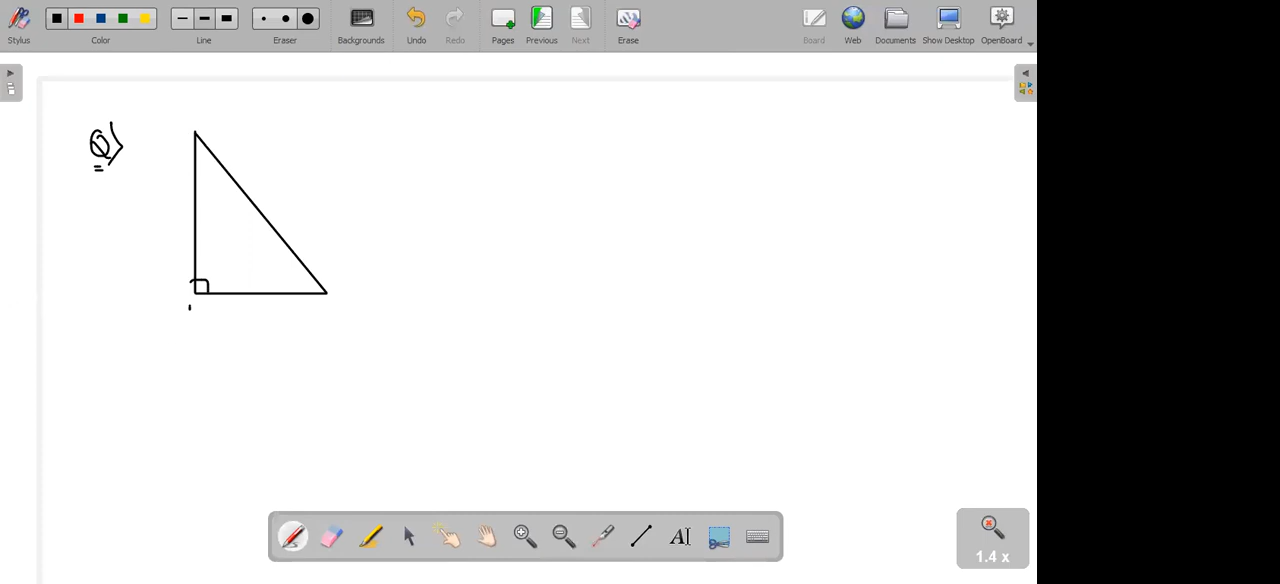 Stylus Color Line Eraser Backgrounds Undo Redo Pages Previous Next Erase Board Web Documents Show Desktop OpenBoard
Q>
AI
1.4 x